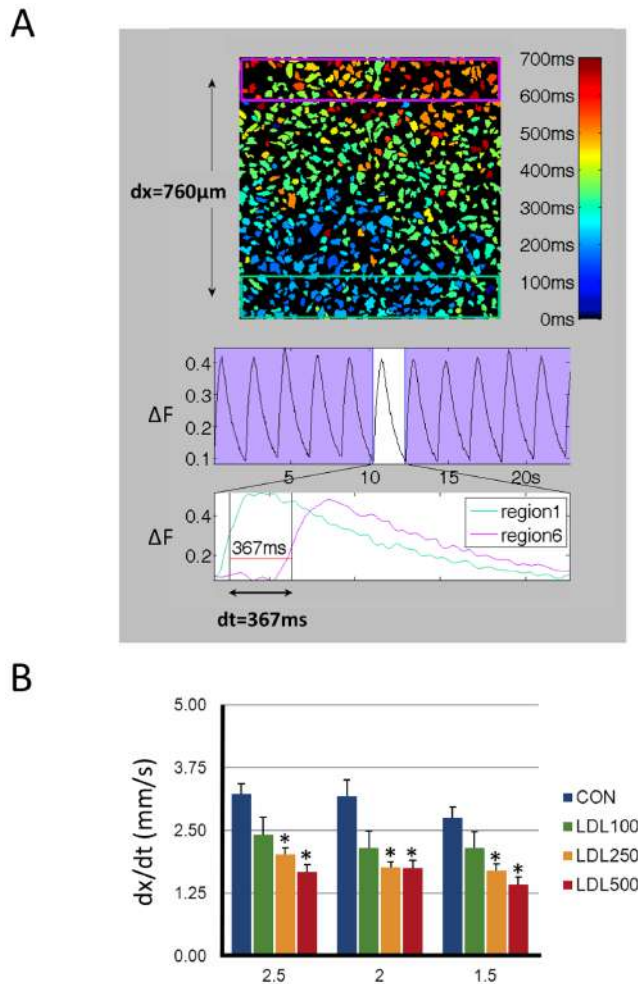 A
700ms
600ms
500ms
400ms
300ms
200ms
100ms
0ms
dx=760µm
ΔF
0.4
0.3
0.2
0.1
5 10 15 20s
ΔF
0.4
0.2
367ms
region1
region6
dt=367ms
B
dx/dt (mm/s)
5.00
3.75
2.50
1.25
0.00
* * * * * *
2.5 2 1.5
CON
LDL100
LDL250
LDL500